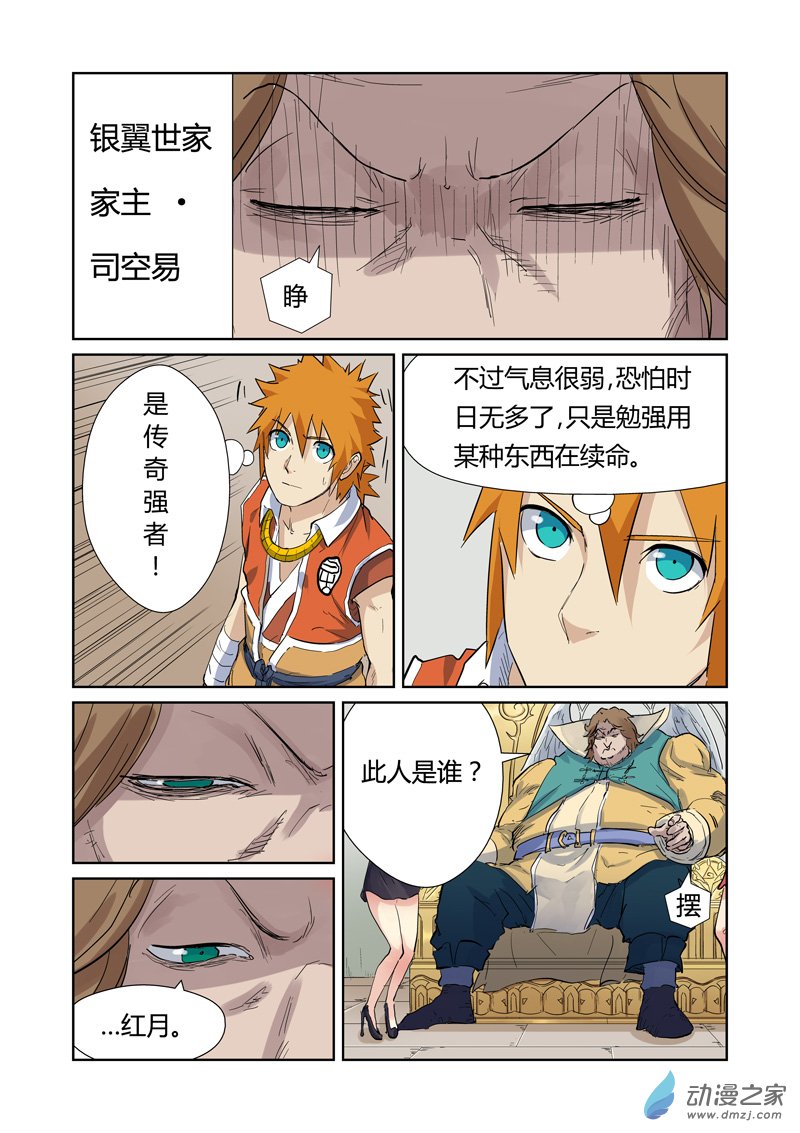 银翼世家
家主·
司空易
睁
是传奇强者！
不过气息很弱，恐怕时
日无多了，只是勉强用
某种东西在续命。
…红月。
此人是谁？
摆
动漫之家
www.dmzj.com